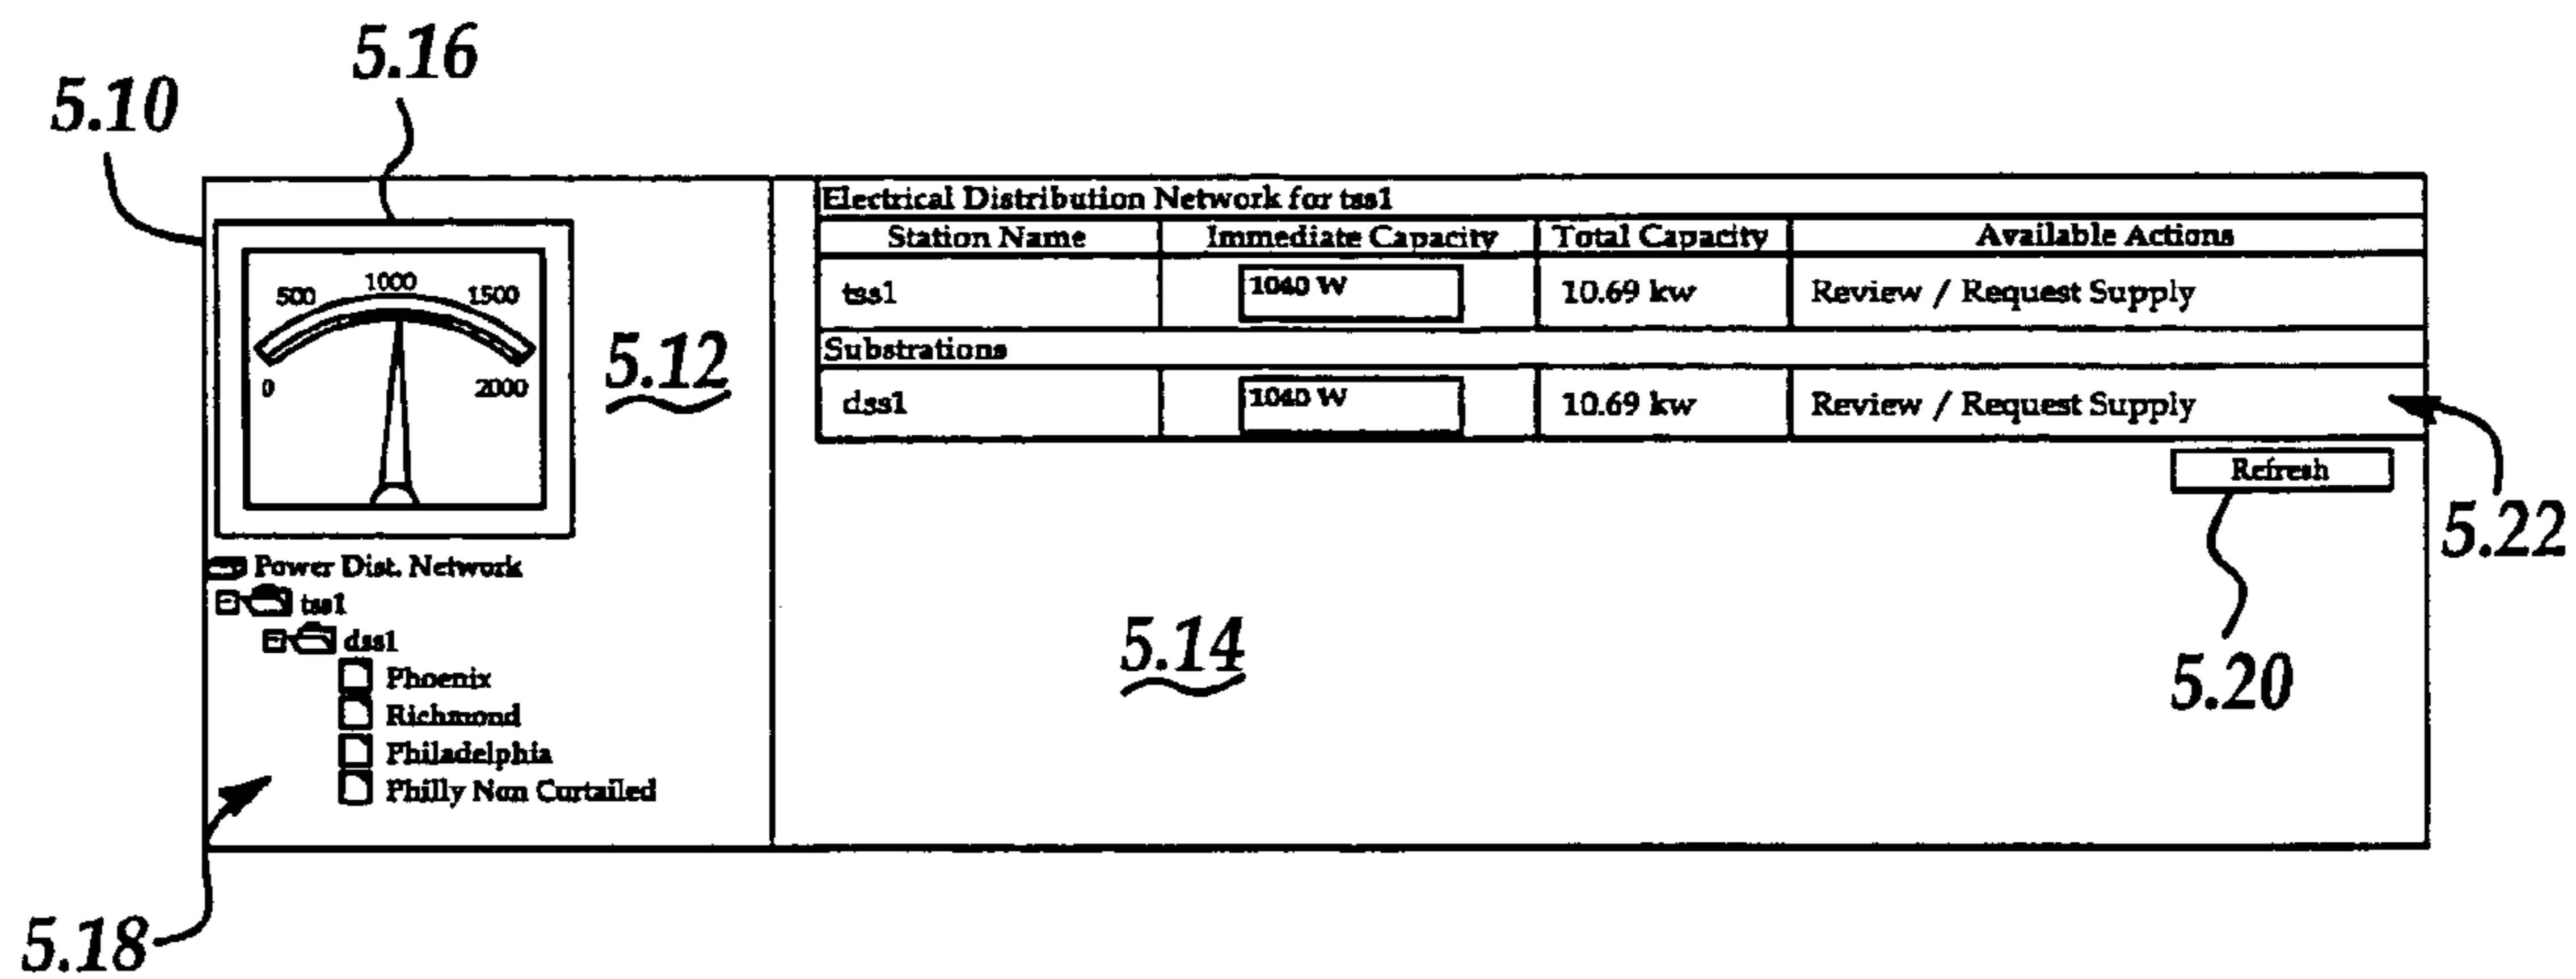 5.16
5.10
500 1000 1500
0 2000
5.12
Power Dist. Network
tss1
dss1
Phoenix
Richmond
Philadelphia
Philly Non Curtailed
5.18
Electrical Distribution Network for tss1
Station Name Immediate Capacity Total Capacity Available Actions
tss1 1040 W 10.69 kw Review / Request Supply
Substrations
dss1 1040 W 10.69 kw Review / Request Supply
Refresh
5.22
5.14
5.20